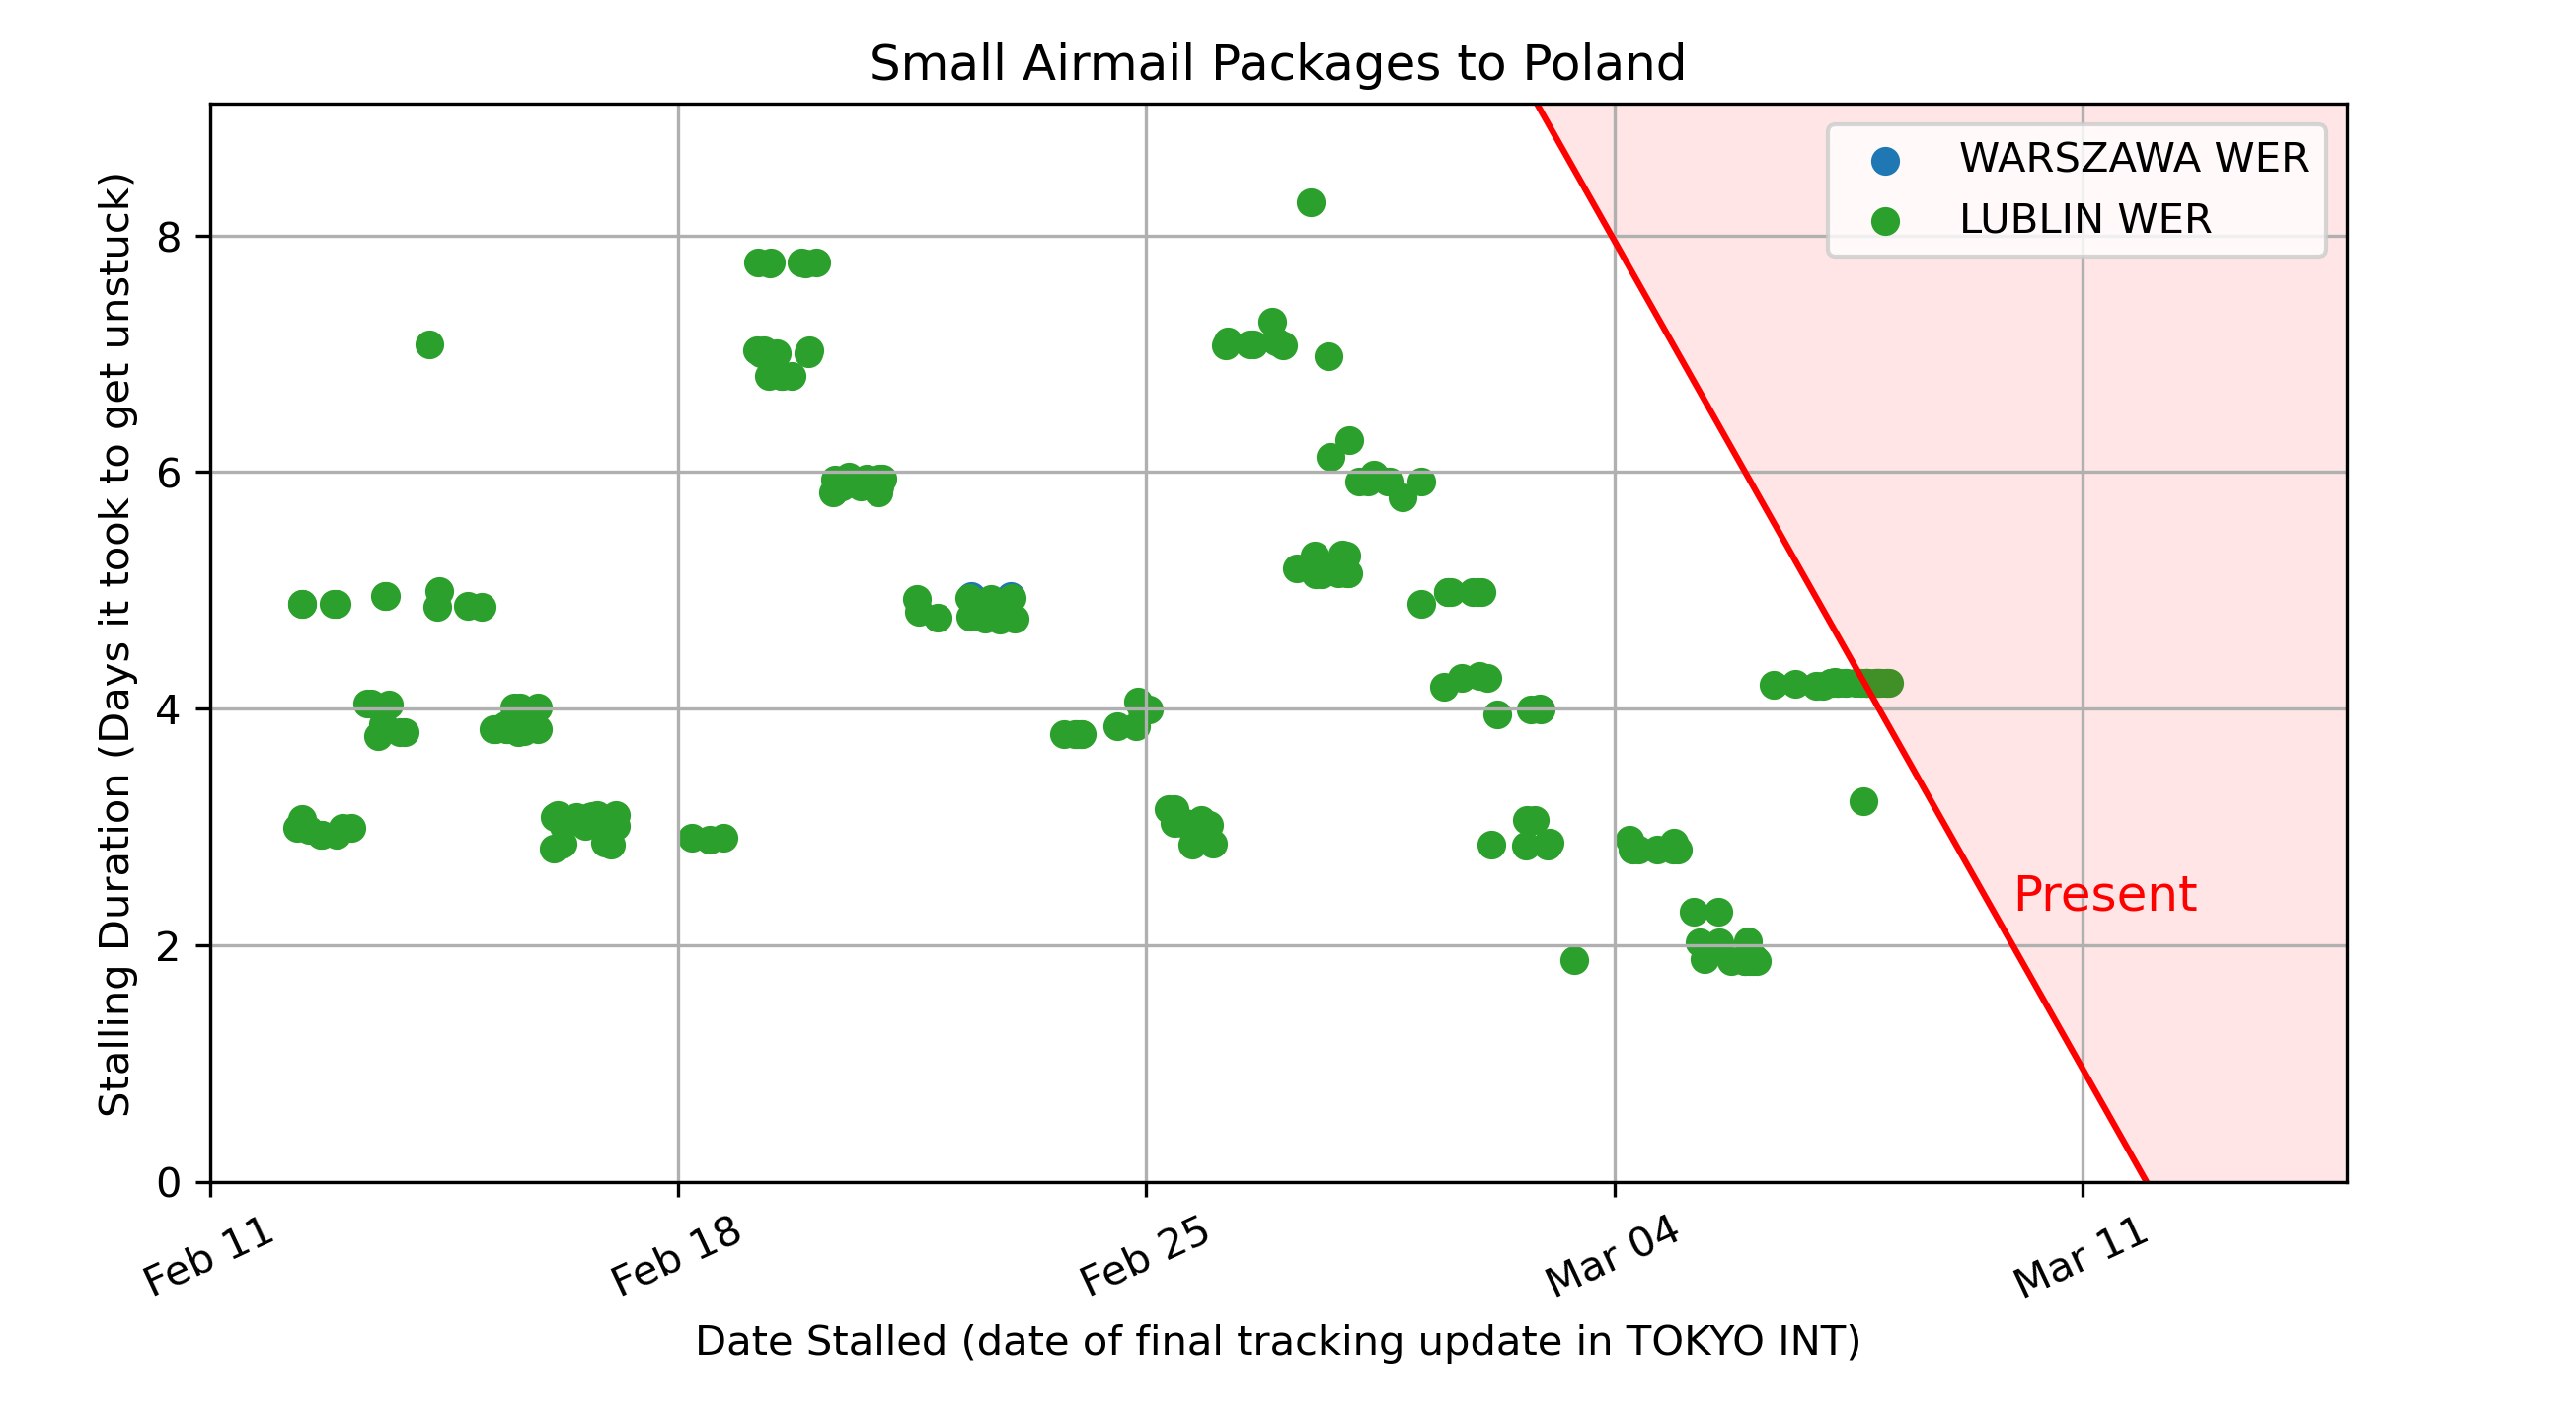 Small Airmail Packages to Poland
Stalling Duration (Days it took to get unstuck)
8
6
4
2
0
WARSZAWA WER
LUBLIN WER
Present
Feb 11
Feb 18
Feb 25
Mar 04
Mar 11
Date Stalled (date of final tracking update in TOKYO INT)